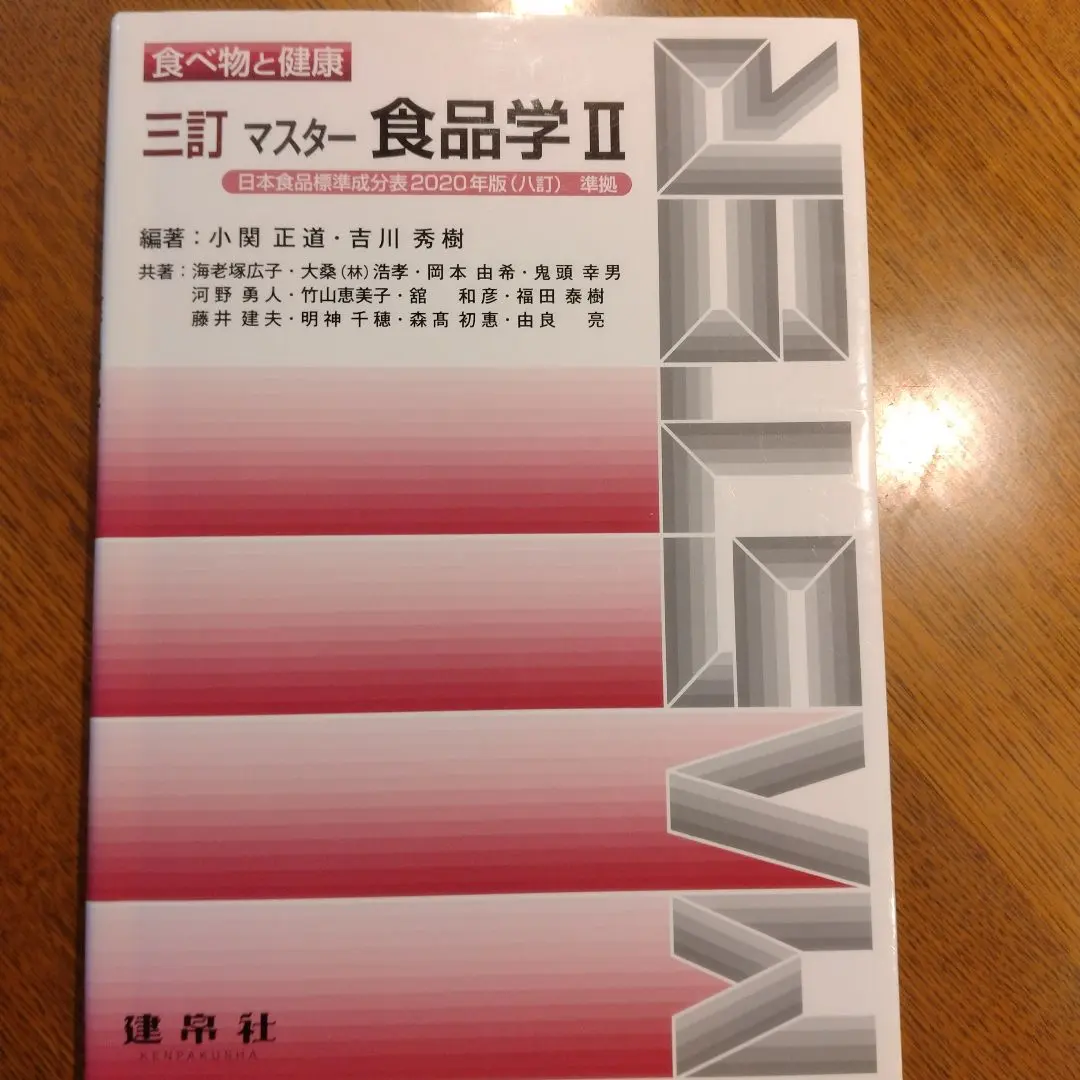 食べ物と健康
三訂 マスター 食品学Ⅱ
日本食品標準成分表2020年版(八訂) 準拠
編著:小関 正道・吉川 秀樹
共著:海老塚広子・大桑(林)浩孝・岡本 由希・鬼頭 幸男
河野 勇人・竹山恵美子・舘 和彦・福田 泰樹
藤井 建夫・明神 千穂・森髙 初惠・由良 亮
MASTER
建帛社
KENPAKUSHA